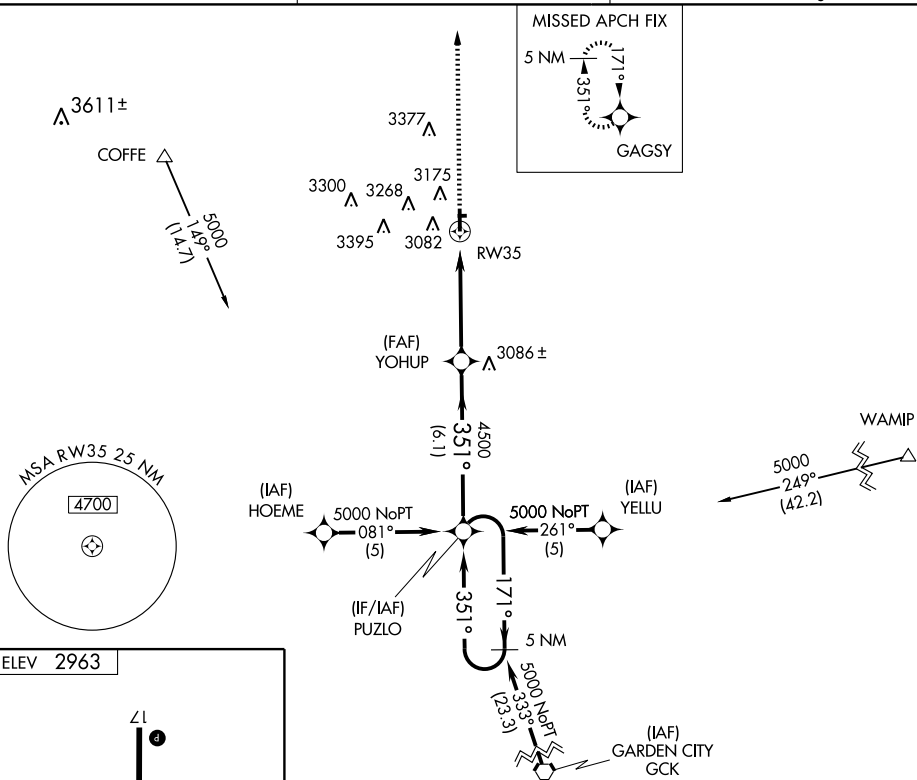 MISSED APCH FIX
5 NM
171°
351°
GAGSY
3611±
COFFE
5000
149°
(14.7)
3377
3300
3268
3175
3395
3082
RW35
(FAF)
YOHUP
3086±
4500
351°
(6.1)
WAMIP
5000
249°
(42.2)
MSA RW35 25 NM
4700
(IAF)
HOEME
5000 NoPT
081°
(5)
5000 NoPT
261°
(5)
(IAF)
YELLU
(IF/IAF)
PUZLO
351°
171°
5 NM
5000 NoPT
333°
(23.3)
(IAF)
GARDEN CITY
GCK
ELEV 2963
17
P